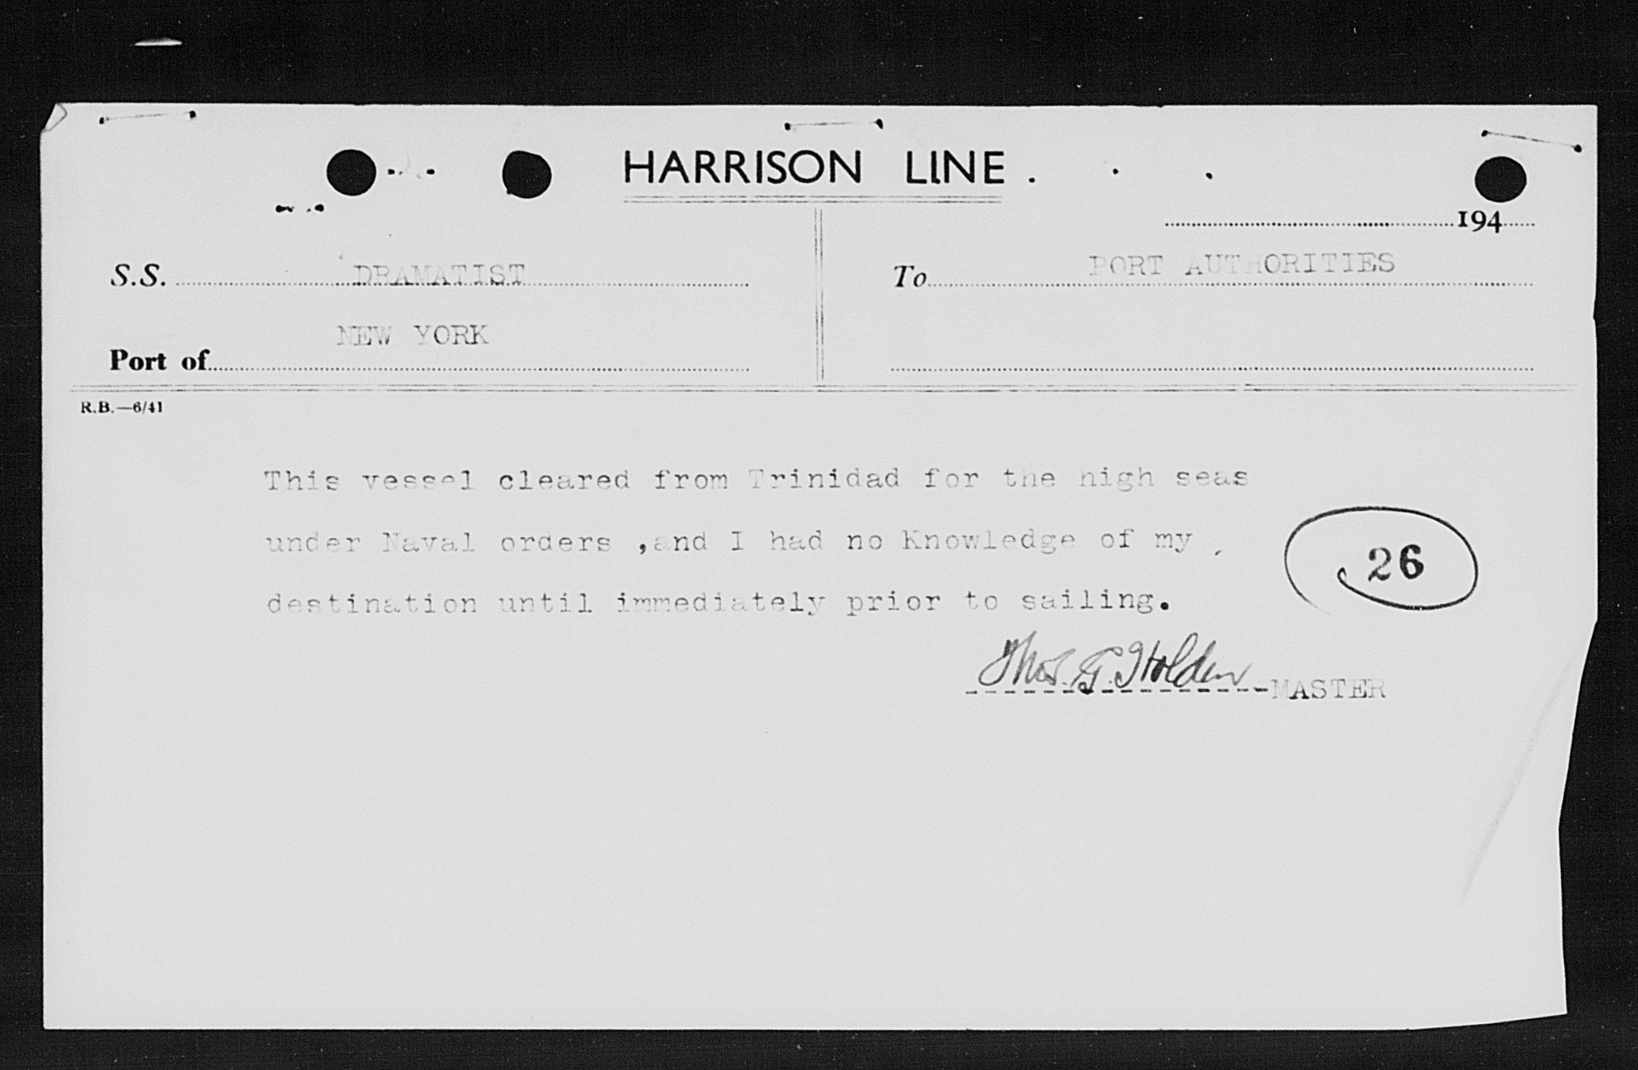 HARRISON LINE.
194
S.S. DRAMATIST
To PORT AUTHORITIES
Port of NEW YORK
R.B.—6/41
This vessel cleared from Trinidad for the high seas
under Naval orders ,and I had no Knowledge of my
destination until immediately prior to sailing.
26
Thos. G. Holden MASTER